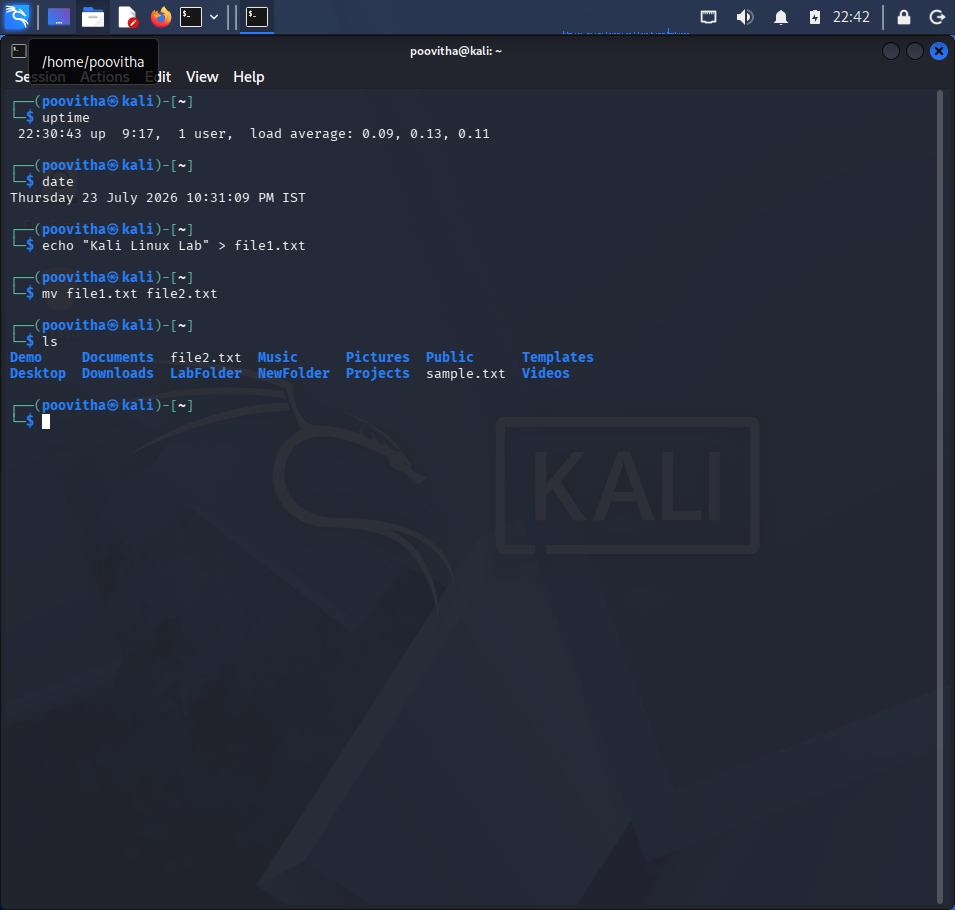 22:42
poovitha@kali: ~
/home/poovitha
Session Actions Edit View Help
┌──(poovitha㉿kali)-[~]
└─$ uptime
 22:30:43 up  9:17,  1 user,  load average: 0.09, 0.13, 0.11
┌──(poovitha㉿kali)-[~]
└─$ date
Thursday 23 July 2026 10:31:09 PM IST
┌──(poovitha㉿kali)-[~]
└─$ echo "Kali Linux Lab" > file1.txt
┌──(poovitha㉿kali)-[~]
└─$ mv file1.txt file2.txt
┌──(poovitha㉿kali)-[~]
└─$ ls
Demo     Documents  file2.txt  Music      Pictures  Public      Templates
Desktop  Downloads  LabFolder  NewFolder  Projects  sample.txt  Videos
┌──(poovitha㉿kali)-[~]
└─$
KALI